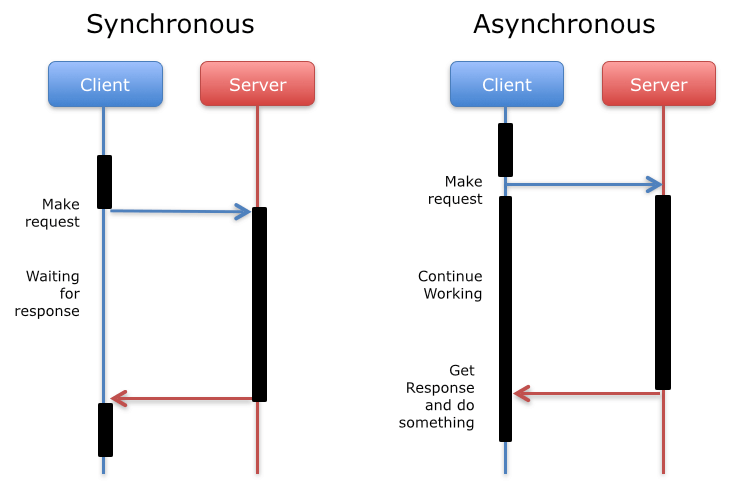 Synchronous
Asynchronous
Client
Server
Client
Server
Make
request
Waiting
for
response
Make
request
Continue
Working
Get
Response
and do
something